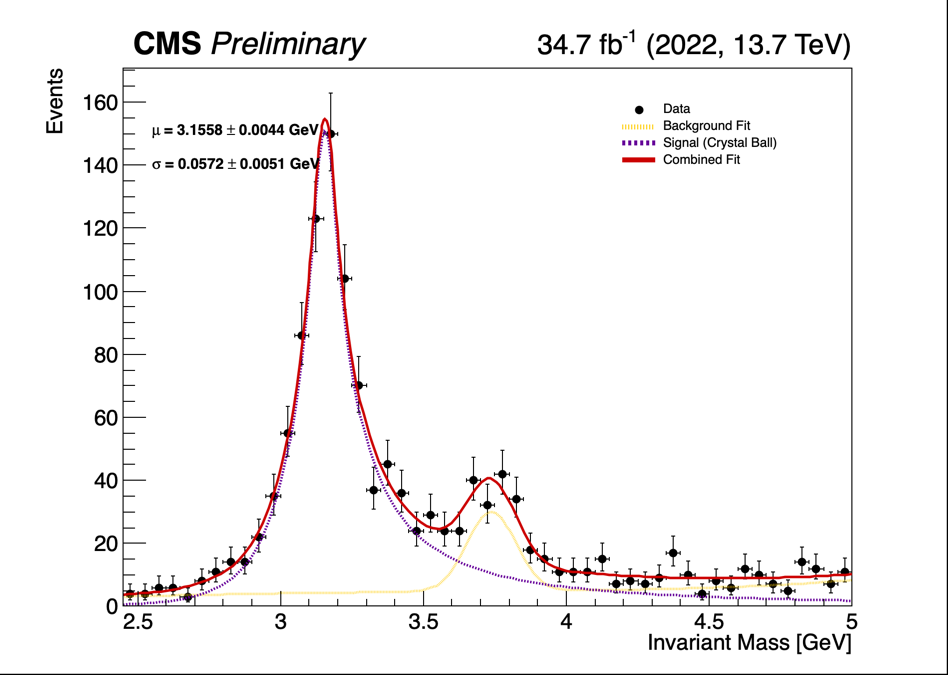 CMS Preliminary
34.7 fb⁻¹ (2022, 13.7 TeV)
Events
160
140
120
100
80
60
40
20
0
μ = 3.1558 ± 0.0044 GeV
σ = 0.0572 ± 0.0051 GeV
Data
Background Fit
Signal (Crystal Ball)
Combined Fit
2.5 3 3.5 4 4.5 5
Invariant Mass [GeV]